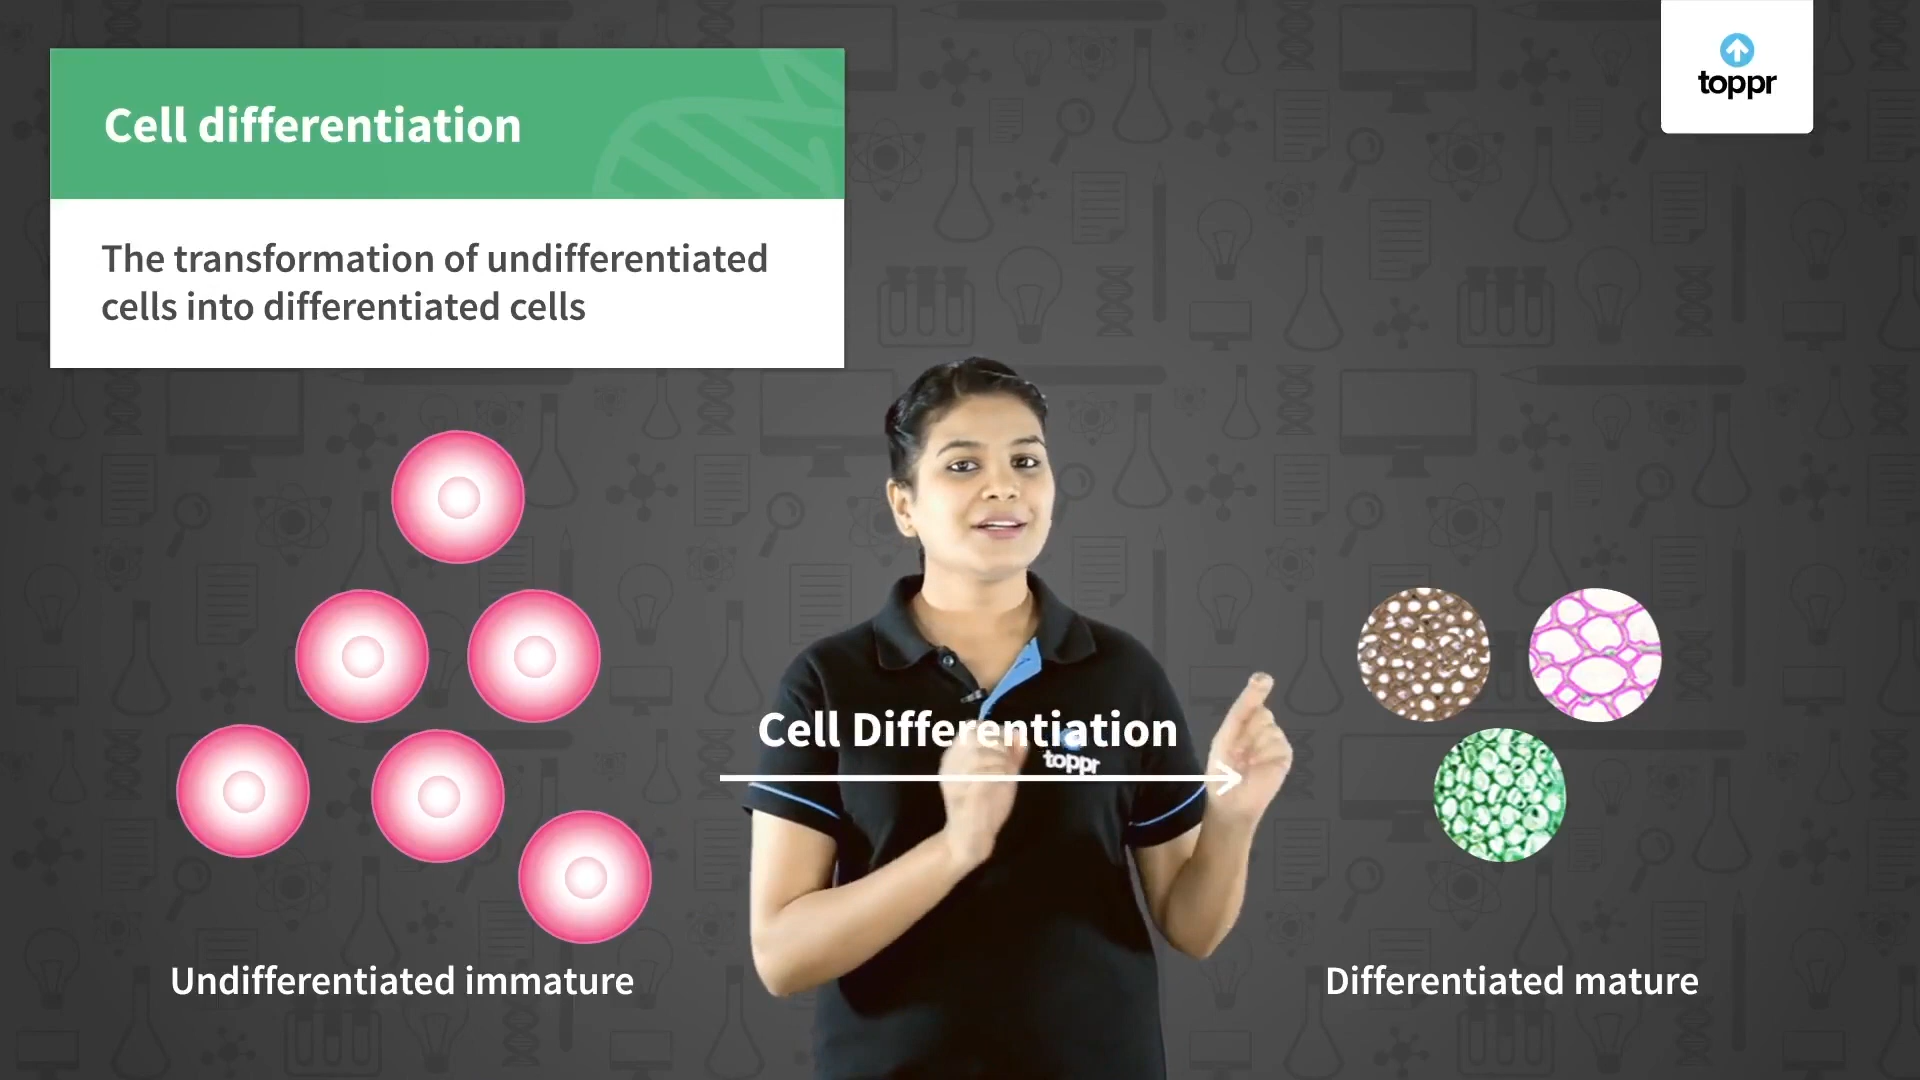 Cell differentiation
The transformation of undifferentiated
cells into differentiated cells
toppr
Cell Differentiation
toppr
Undifferentiated immature
Differentiated mature